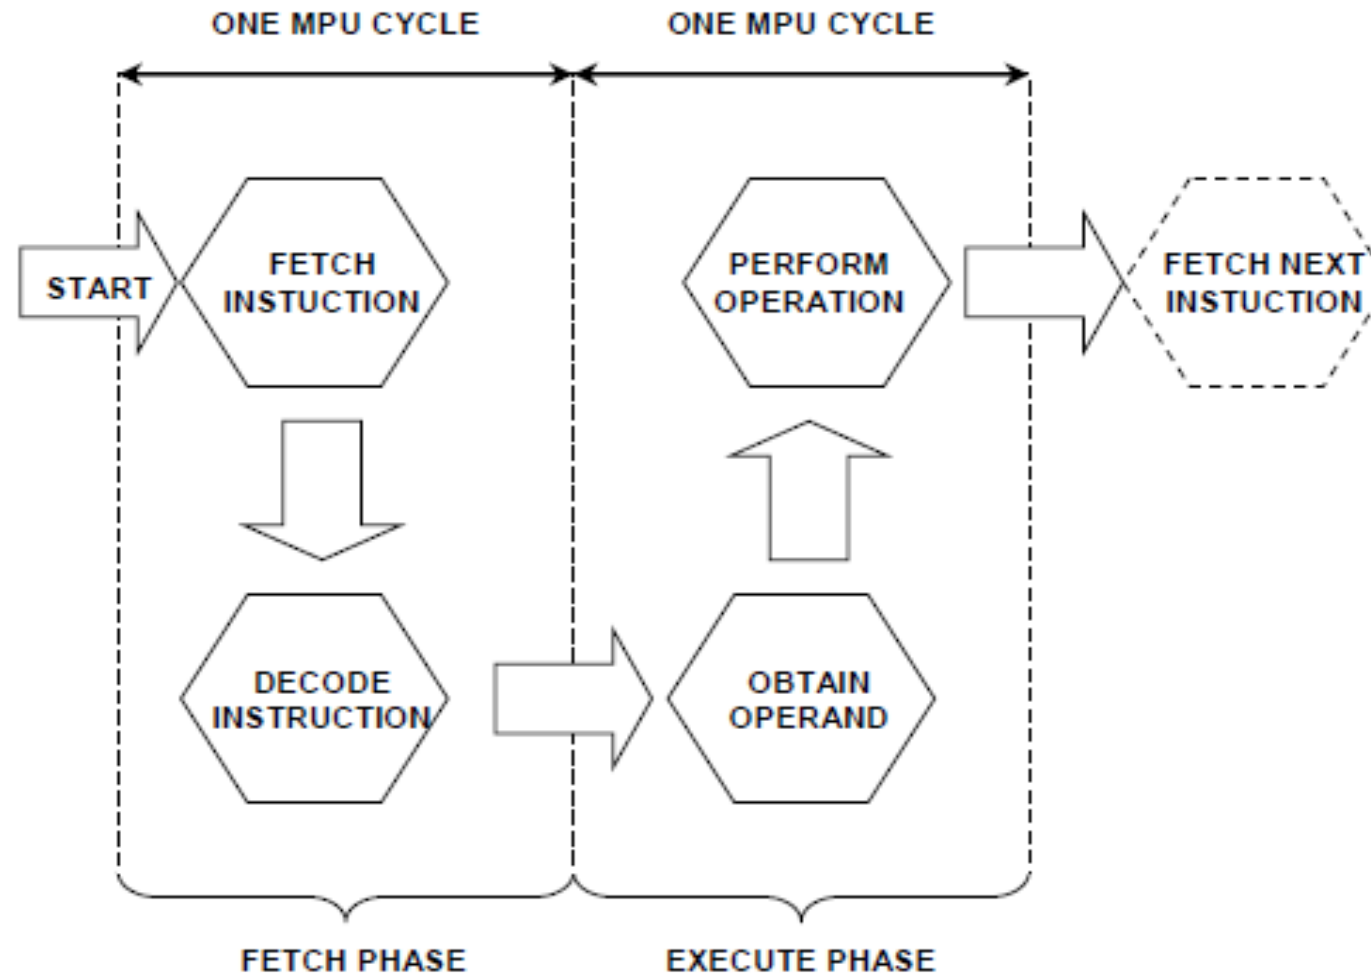 ONE MPU CYCLE
ONE MPU CYCLE
START
FETCH
INSTUCTION
PERFORM
OPERATION
FETCH NEXT
INSTUCTION
DECODE
INSTRUCTION
OBTAIN
OPERAND
FETCH PHASE
EXECUTE PHASE